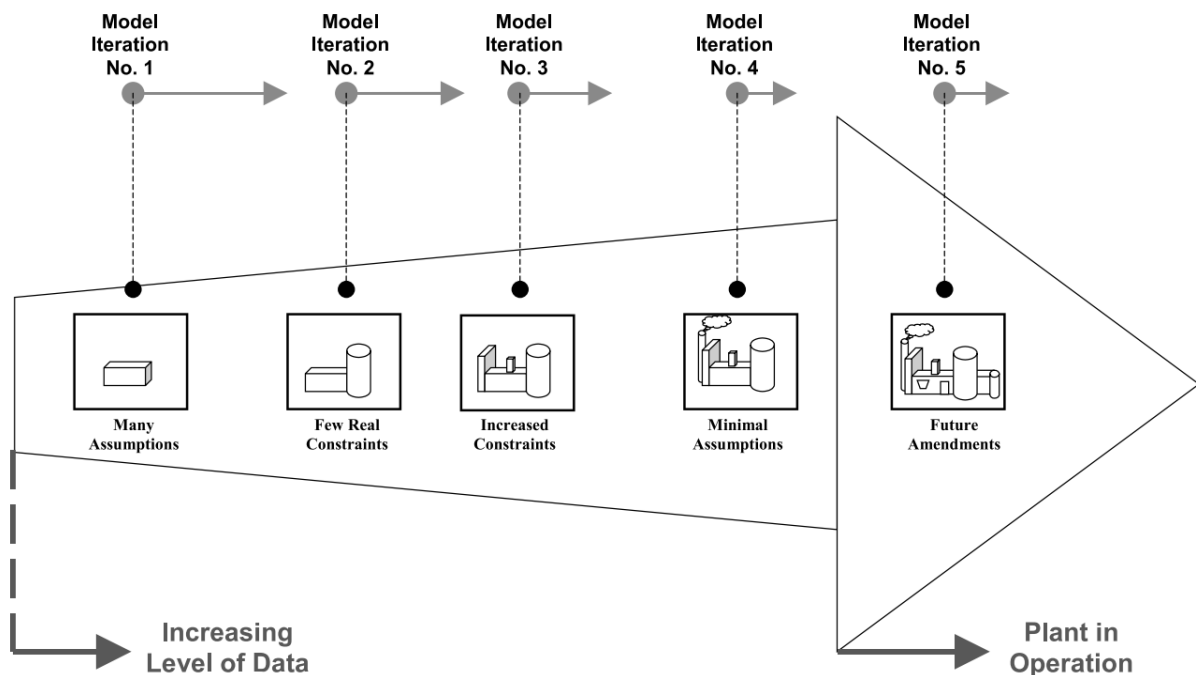 Model
Iteration
No. 1
Model
Iteration
No. 2
Model
Iteration
No. 3
Model
Iteration
No. 4
Model
Iteration
No. 5
Many
Assumptions
Few Real
Constraints
Increased
Constraints
Minimal
Assumptions
Future
Amendments
Increasing
Level of Data
Plant in
Operation